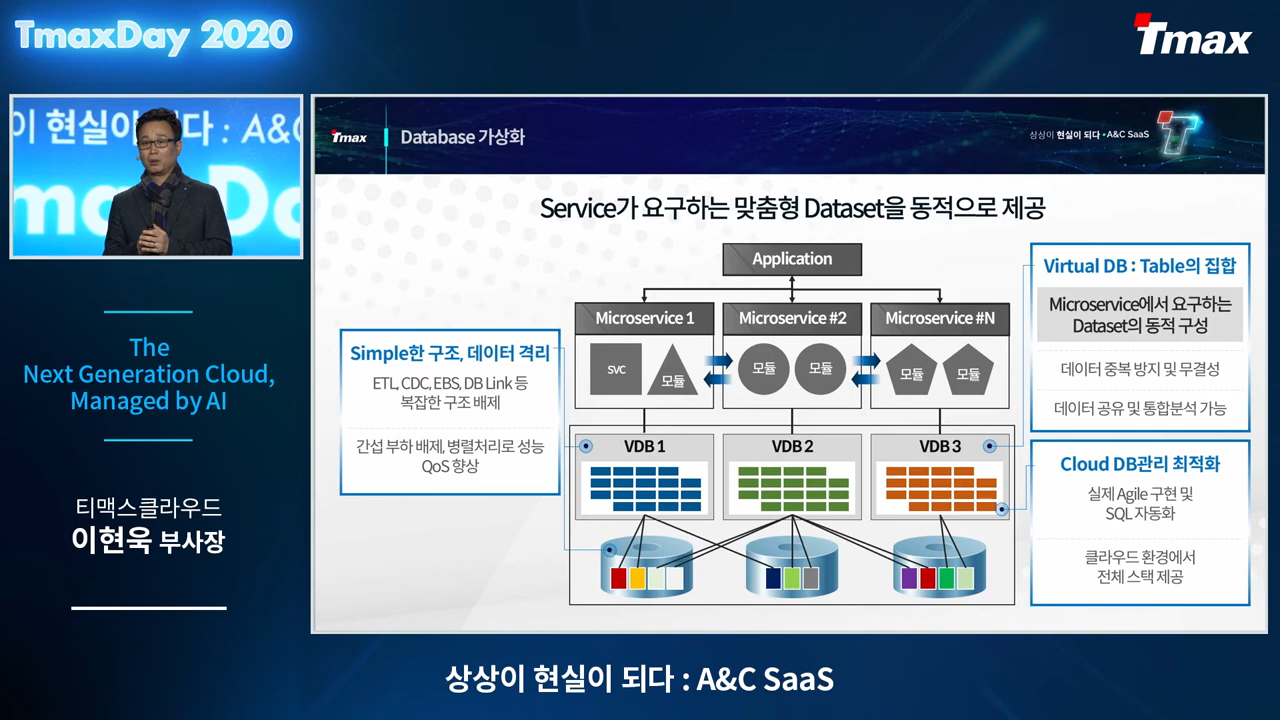 TmaxDay 2020
Tmax
이 현실이 되다 : A&C
max Da
The
Next Generation Cloud,
Managed by AI
티맥스클라우드
이현욱 부사장
Tmax
Database 가상화
상상이 현실이 되다 • A&C SaaS
T
Service가 요구하는 맞춤형 Dataset을 동적으로 제공
Simple한 구조, 데이터 격리
ETL, CDC, EBS, DB Link 등
복잡한 구조 배제
간섭 부하 배제, 병렬처리로 성능
QoS 향상
Application
Microservice 1
Microservice #2
Microservice #N
svc
모듈
모듈
모듈
모듈
모듈
VDB 1
VDB 2
VDB 3
Virtual DB : Table의 집합
Microservice에서 요구하는
Dataset의 동적 구성
데이터 중복 방지 및 무결성
데이터 공유 및 통합분석 가능
Cloud DB관리 최적화
실제 Agile 구현 및
SQL 자동화
클라우드 환경에서
전체 스택 제공
상상이 현실이 되다 : A&C SaaS